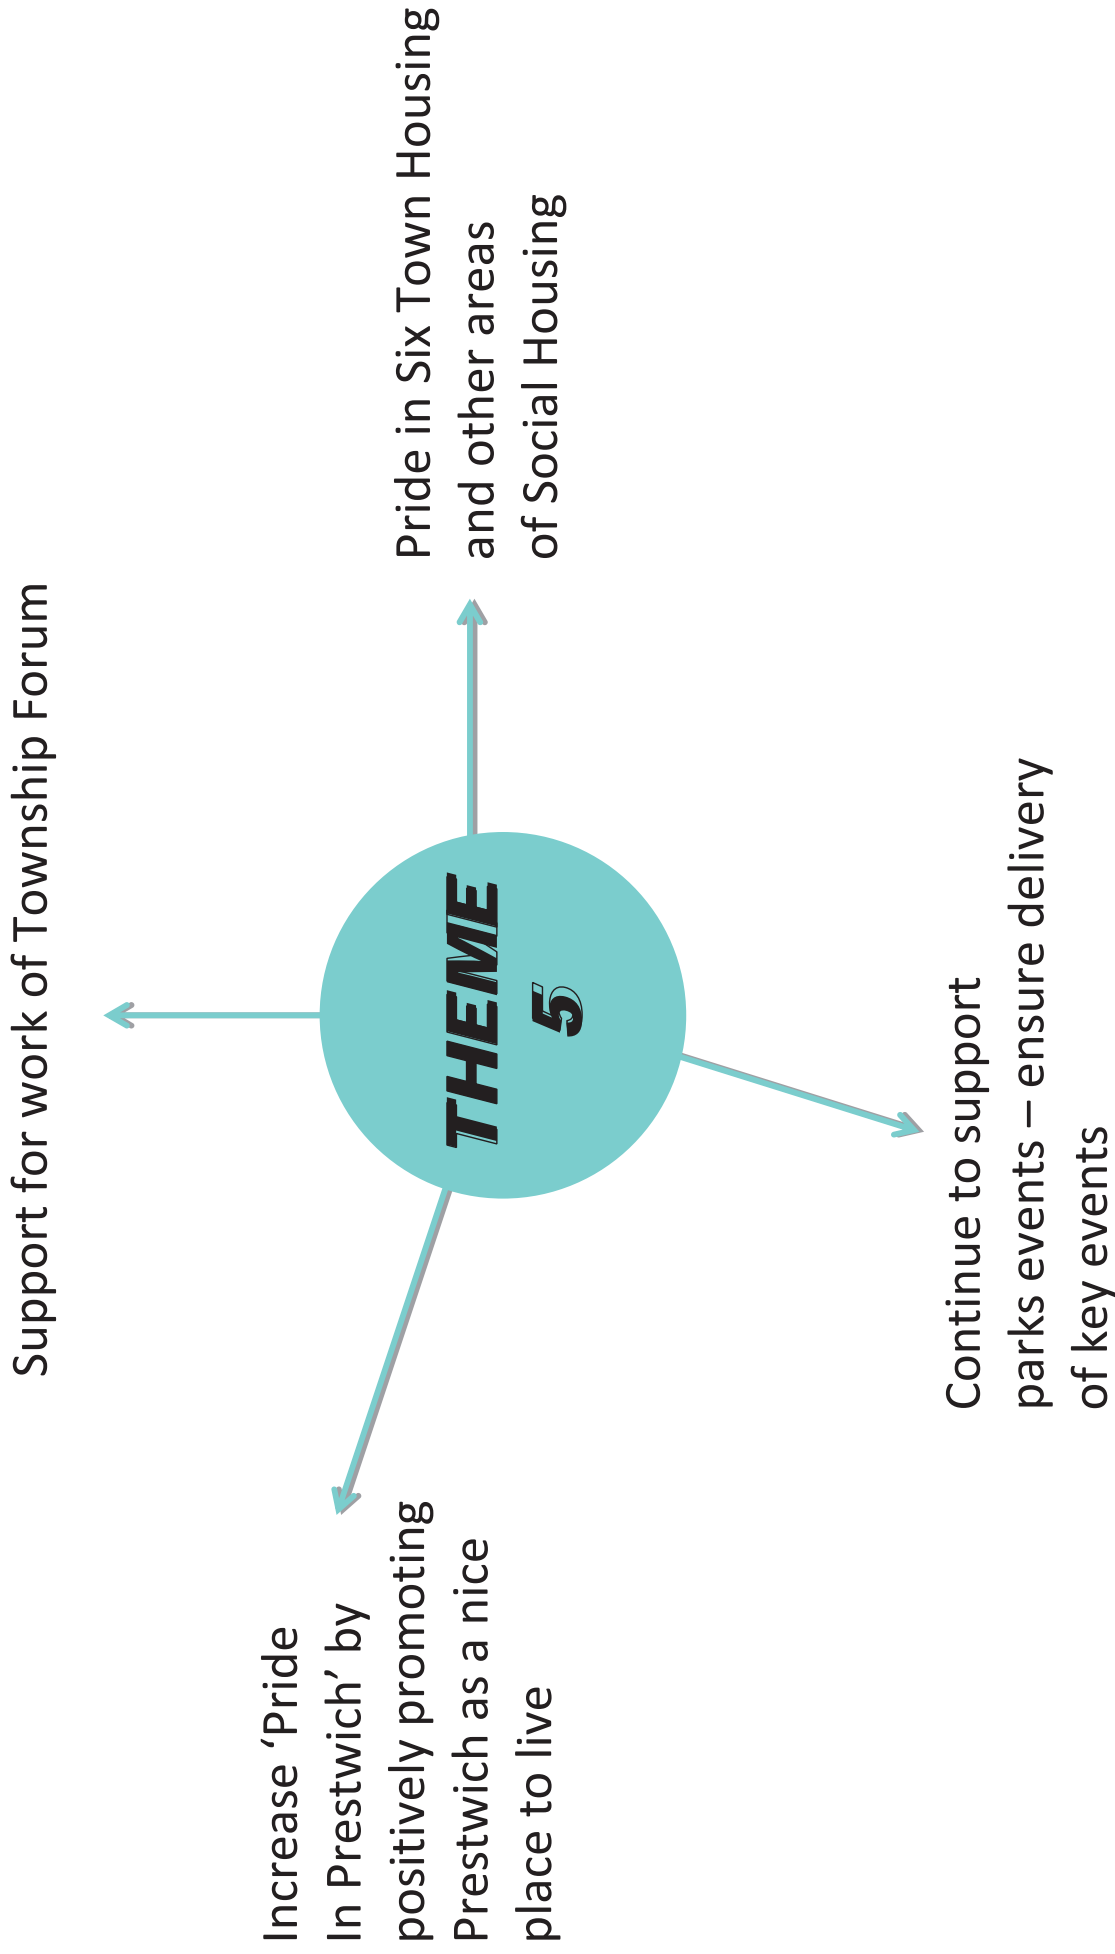 Support for work of Township Forum
Increase ‘Pride
In Prestwich’ by
positively promoting
Prestwich as a nice
place to live
THEME
5
Pride in Six Town Housing
and other areas
of Social Housing
Continue to support
parks events – ensure delivery
of key events